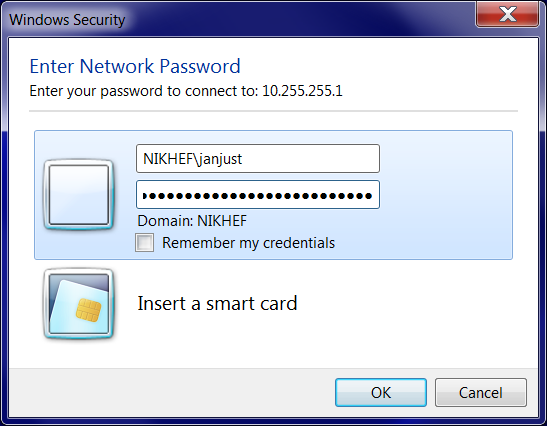 Windows Security
Enter Network Password
Enter your password to connect to: 10.255.255.1
NIKHEF\janjust
Domain: NIKHEF
Remember my credentials
Insert a smart card
OK
Cancel